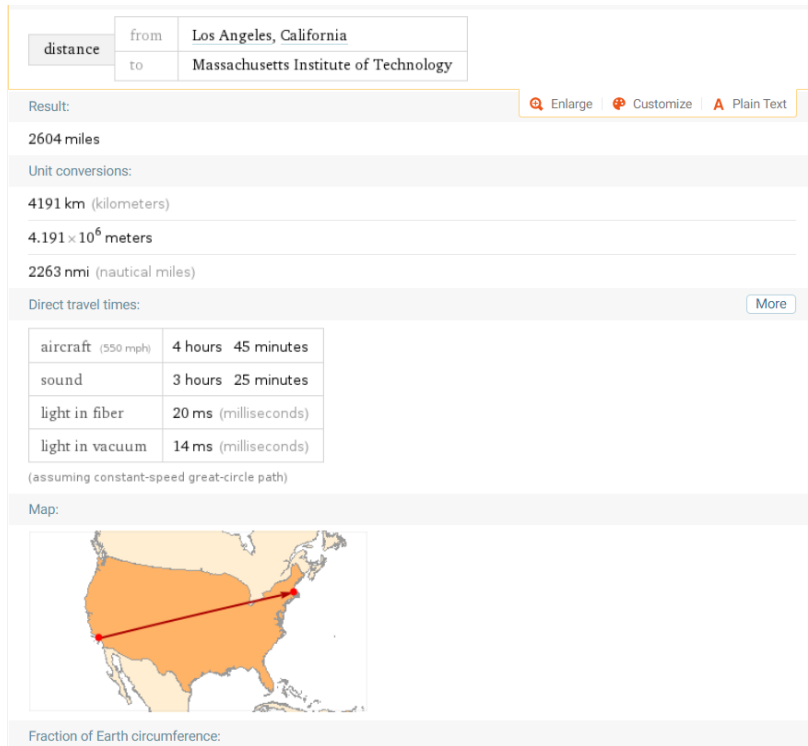 distance from Los Angeles, California
to Massachusetts Institute of Technology
Result:
Enlarge Customize A Plain Text
2604 miles
Unit conversions:
4191 km (kilometers)
4.191×10⁶ meters
2263 nmi (nautical miles)
Direct travel times:
More
aircraft (550 mph) 4 hours 45 minutes
sound 3 hours 25 minutes
light in fiber 20 ms (milliseconds)
light in vacuum 14 ms (milliseconds)
(assuming constant-speed great-circle path)
Map:
Fraction of Earth circumference: